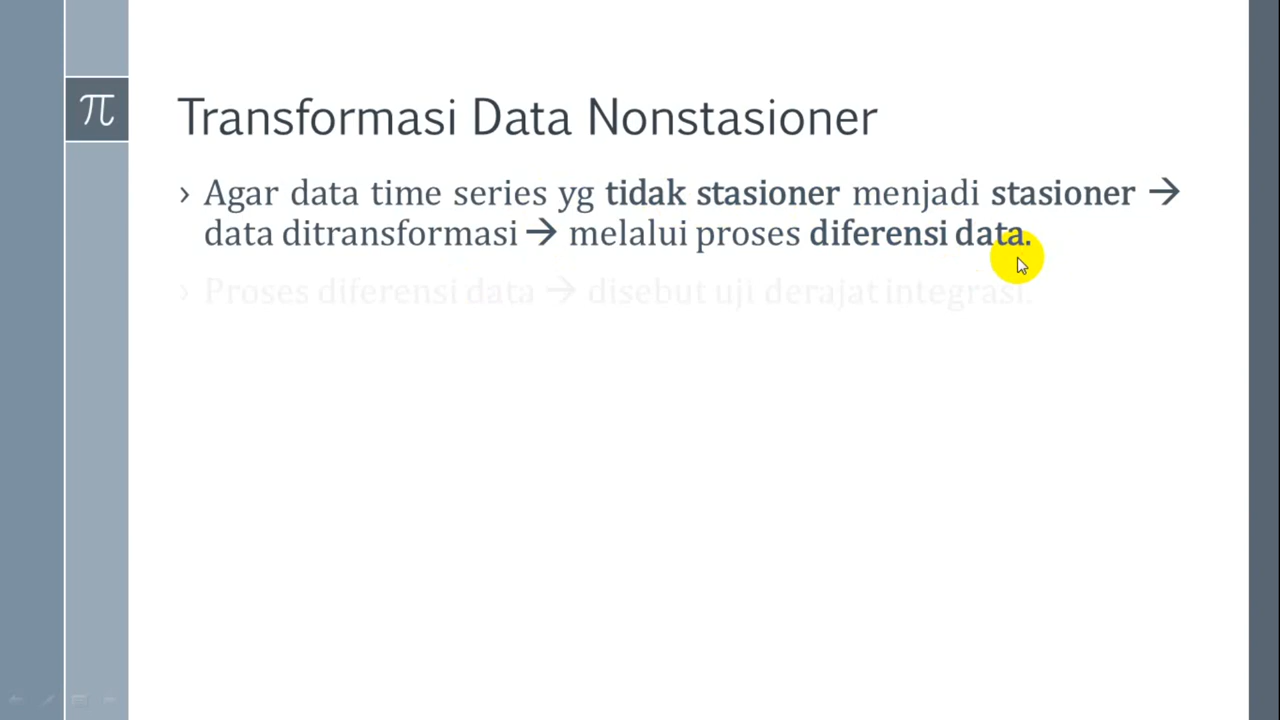 π
Transformasi Data Nonstasioner
› Agar data time series yg tidak stasioner menjadi stasioner →
data ditransformasi → melalui proses diferensi data.
› Proses diferensi data → disebut uji derajat integrasi.